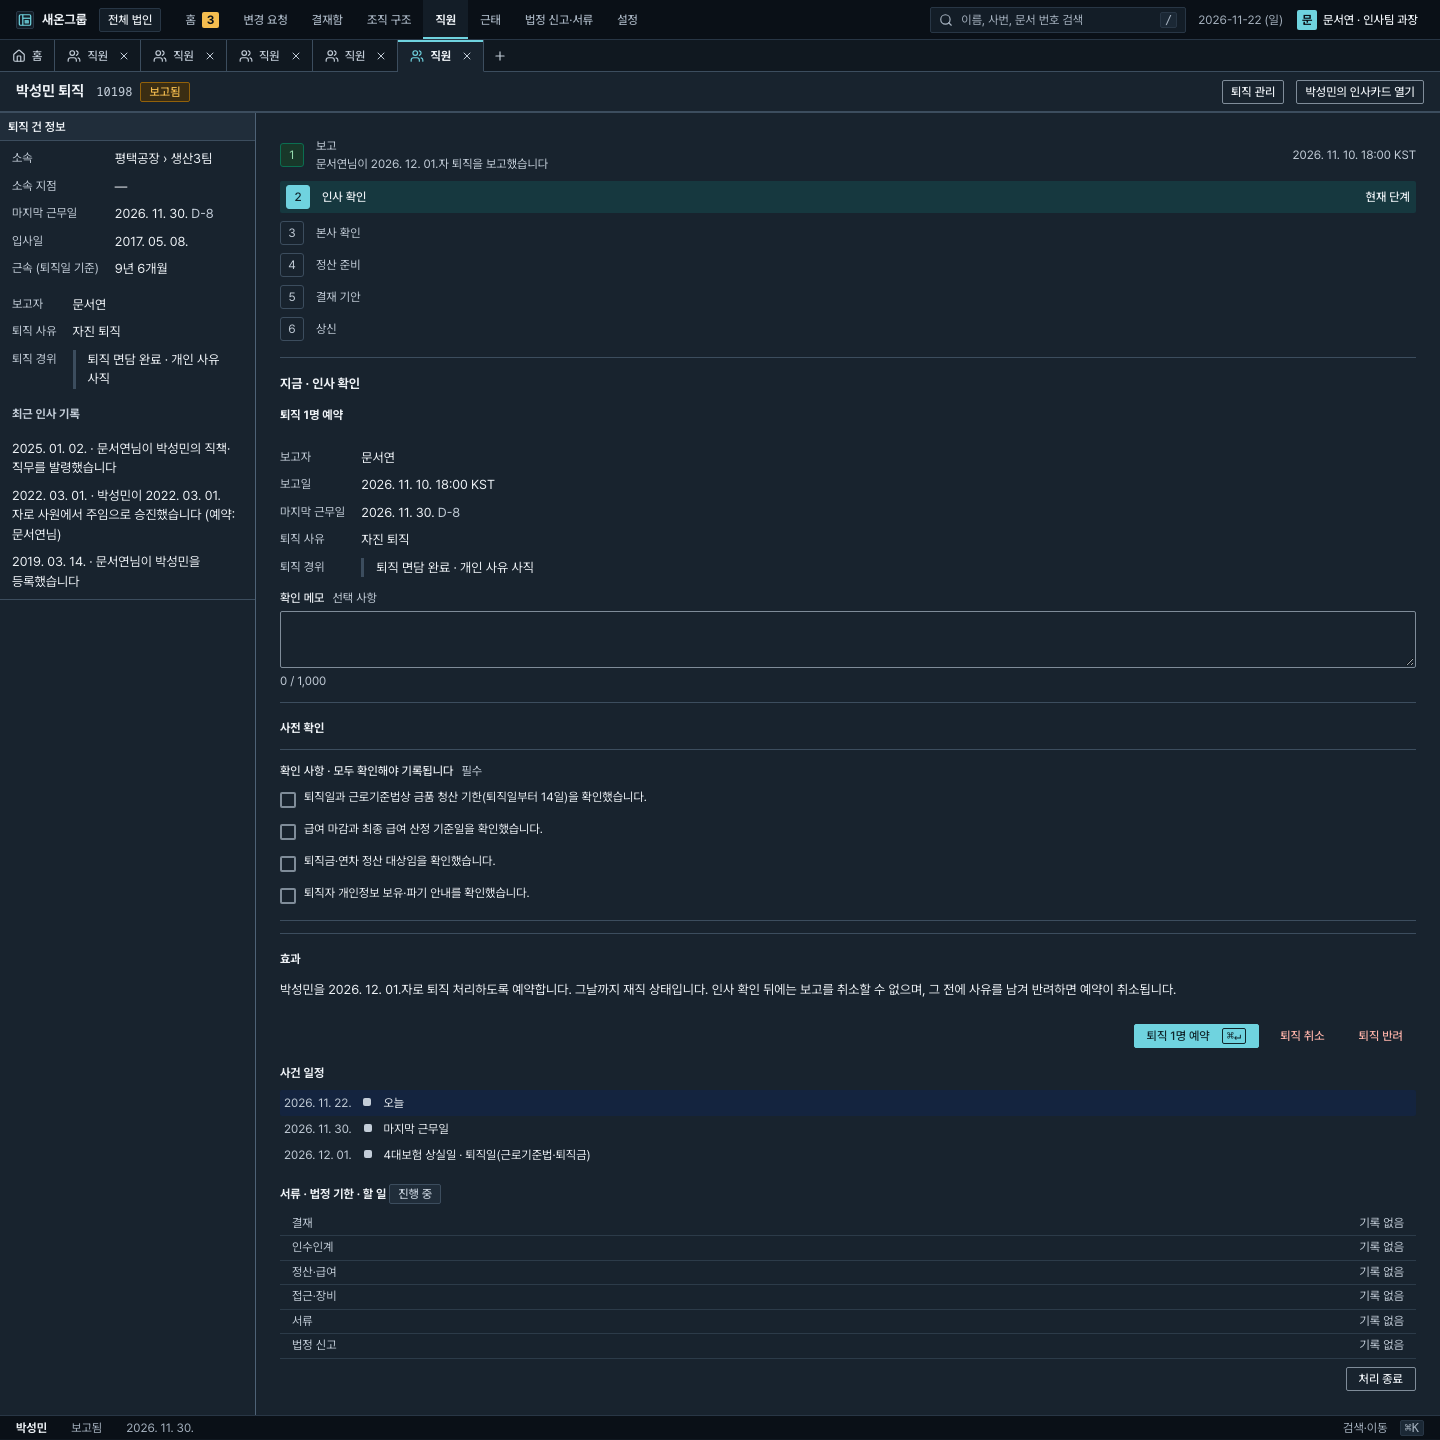 새온그룹 전체 법인 홈 3 변경 요청 결재함 조직 구조 직원 근태 법정 신고·서류 설정 이름, 사번, 문서 번호 검색 / 2026-11-22 (일) 문 문서연 · 인사팀 과장
홈 직원 직원 직원 직원 직원
박성민 퇴직 10198 보고됨 퇴직 관리 박성민의 인사카드 열기
퇴직 건 정보
소속 평택공장 › 생산3팀
소속 지점 —
마지막 근무일 2026. 11. 30. D-8
입사일 2017. 05. 08.
근속 (퇴직일 기준) 9년 6개월
보고자 문서연
퇴직 사유 자진 퇴직
퇴직 경위 퇴직 면담 완료 · 개인 사유
사직
최근 인사 기록
2025. 01. 02. · 문서연님이 박성민의 직책·
직무를 발령했습니다
2022. 03. 01. · 박성민이 2022. 03. 01.
자로 사원에서 주임으로 승진했습니다 (예약:
문서연님)
2019. 03. 14. · 문서연님이 박성민을
등록했습니다
1 보고
문서연님이 2026. 12. 01.자 퇴직을 보고했습니다 2026. 11. 10. 18:00 KST
2 인사 확인 현재 단계
3 본사 확인
4 정산 준비
5 결재 기안
6 상신
지금 · 인사 확인
퇴직 1명 예약
보고자 문서연
보고일 2026. 11. 10. 18:00 KST
마지막 근무일 2026. 11. 30. D-8
퇴직 사유 자진 퇴직
퇴직 경위 퇴직 면담 완료 · 개인 사유 사직
확인 메모 선택 사항
0 / 1,000
사전 확인
확인 사항 · 모두 확인해야 기록됩니다 필수
퇴직일과 근로기준법상 금품 청산 기한(퇴직일부터 14일)을 확인했습니다.
급여 마감과 최종 급여 산정 기준일을 확인했습니다.
퇴직금·연차 정산 대상임을 확인했습니다.
퇴직자 개인정보 보유·파기 안내를 확인했습니다.
효과
박성민을 2026. 12. 01.자로 퇴직 처리하도록 예약합니다. 그날까지 재직 상태입니다. 인사 확인 뒤에는 보고를 취소할 수 없으며, 그 전에 사유를 남겨 반려하면 예약이 취소됩니다.
퇴직 1명 예약 ⌘↵ 퇴직 취소 퇴직 반려
사건 일정
2026. 11. 22. 오늘
2026. 11. 30. 마지막 근무일
2026. 12. 01. 4대보험 상실일 · 퇴직일(근로기준법·퇴직금)
서류 · 법정 기한 · 할 일 진행 중
결재 기록 없음
인수인계 기록 없음
정산·급여 기록 없음
접근·장비 기록 없음
서류 기록 없음
법정 신고 기록 없음
처리 종료
박성민 보고됨 2026. 11. 30. 검색·이동 ⌘K